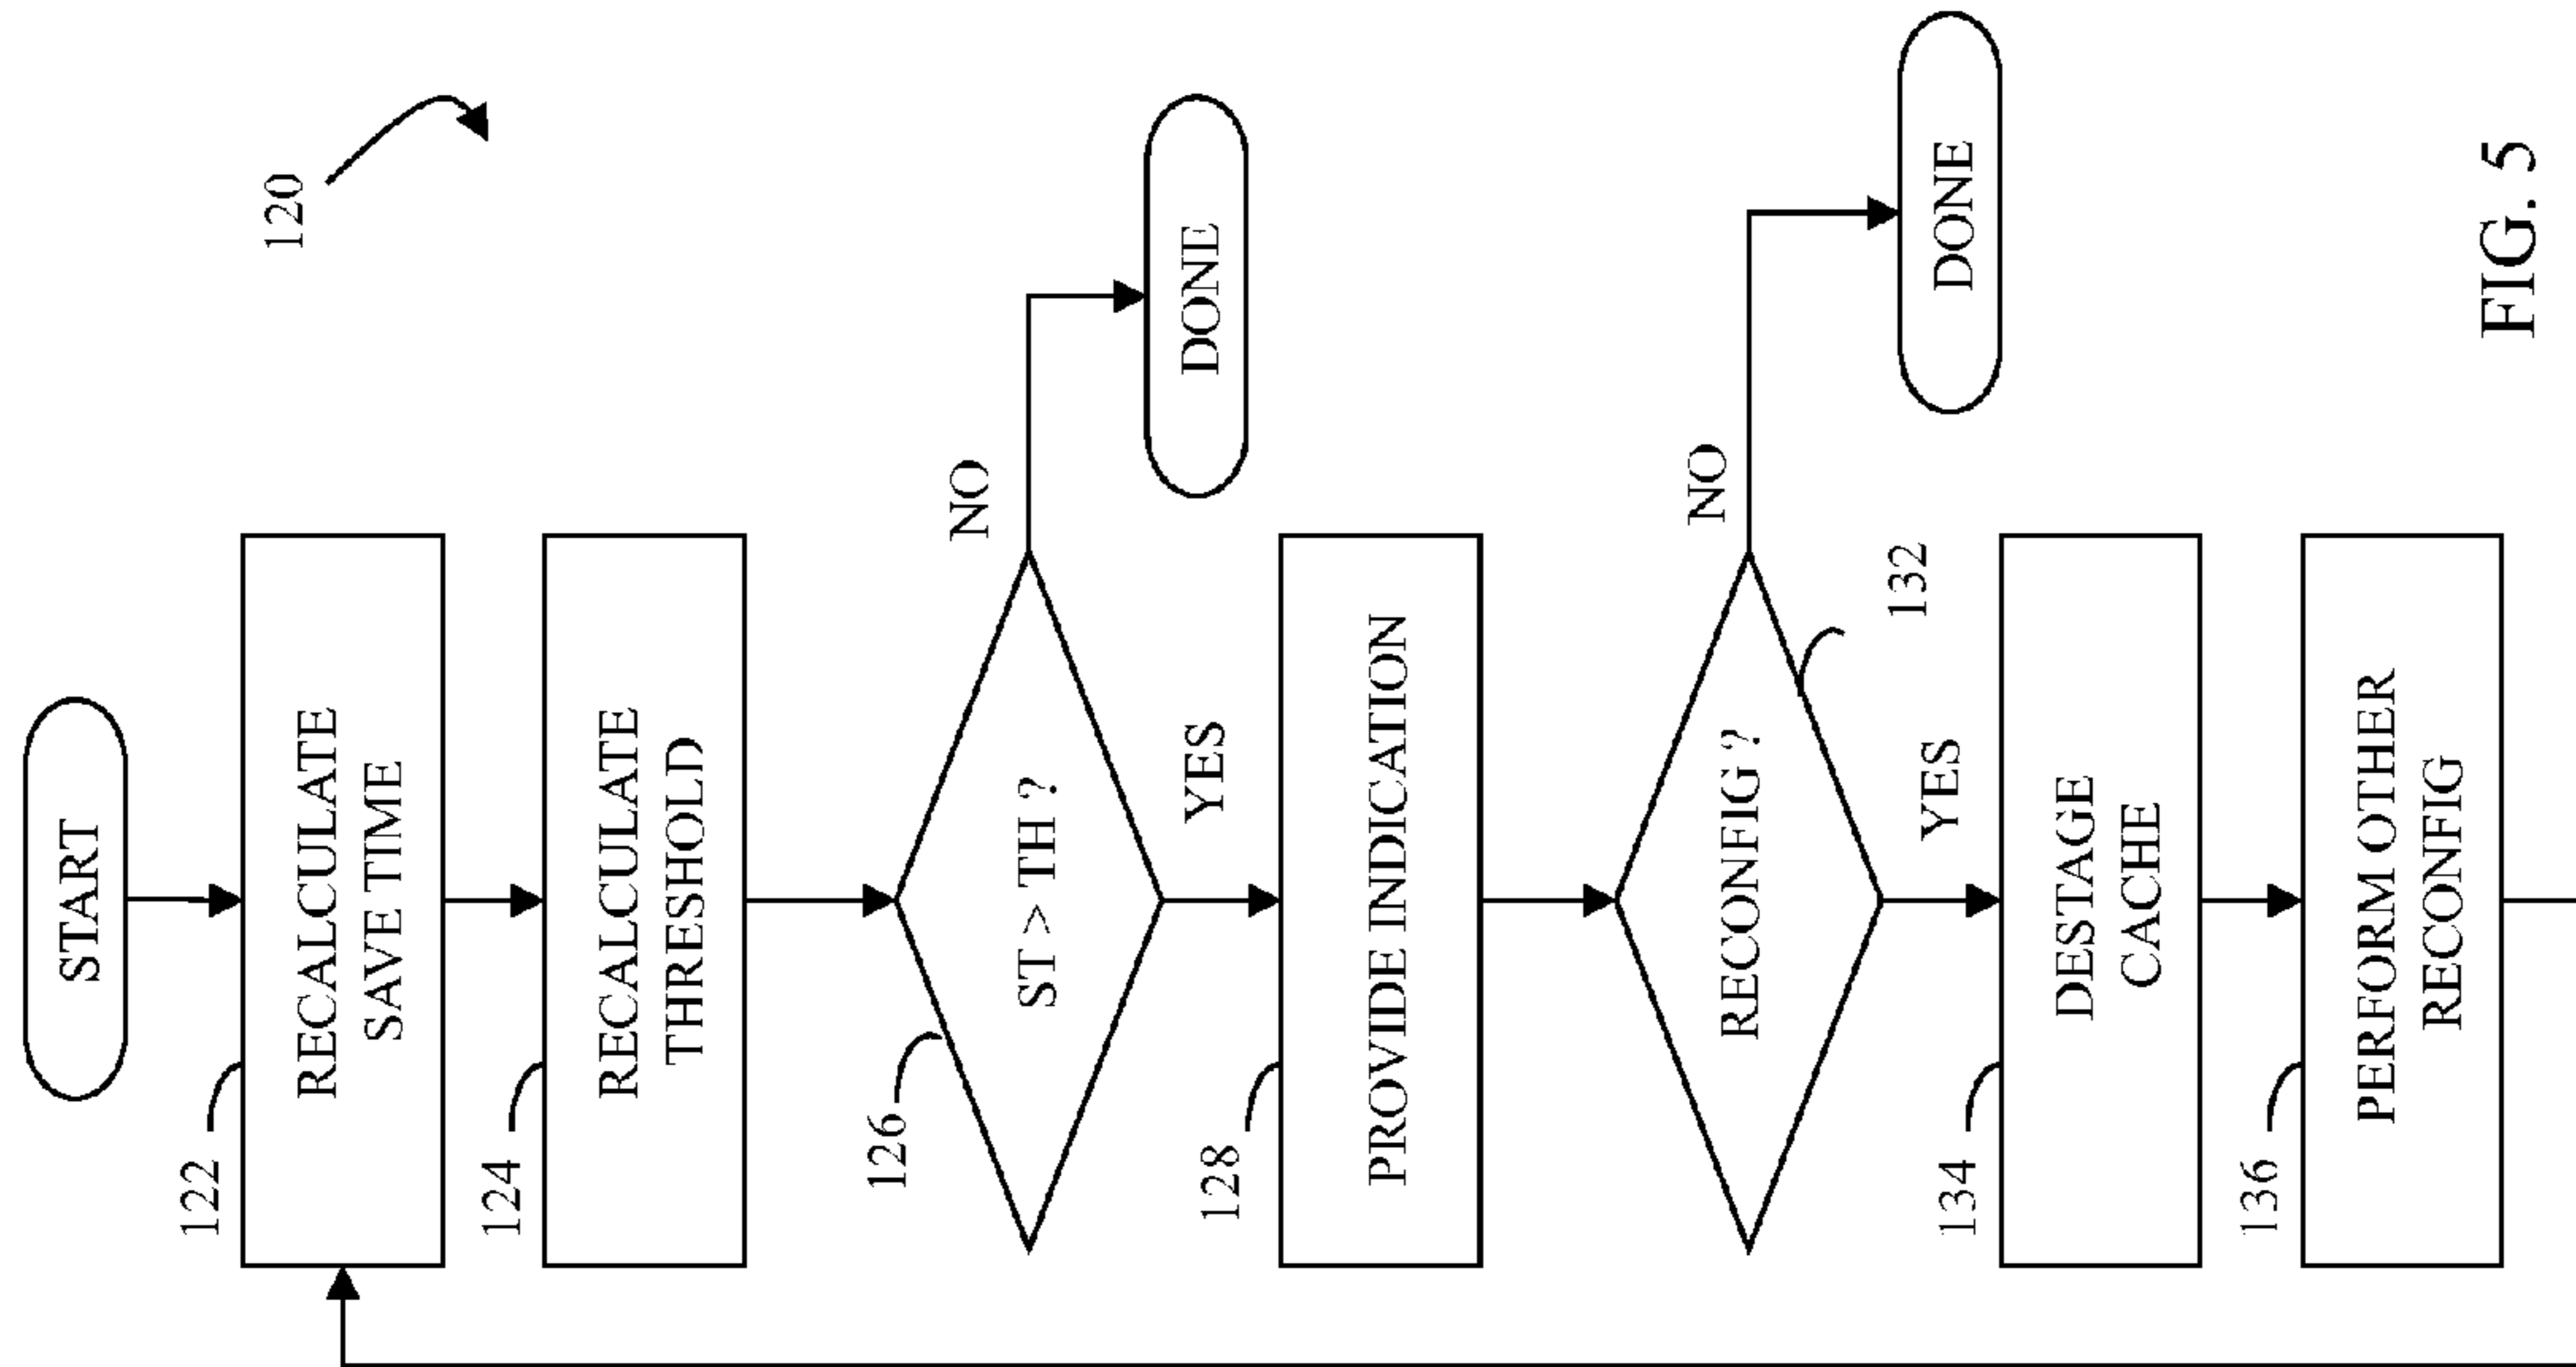 120
START
122
RECALCULATE
SAVE TIME
124
RECALCULATE
THRESHOLD
126
ST > TH ?
NO
DONE
YES
128
PROVIDE INDICATION
RECONFIG ?
NO
DONE
132
YES
134
DESTAGE
CACHE
136
PERFORM OTHER
RECONFIG
FIG. 5